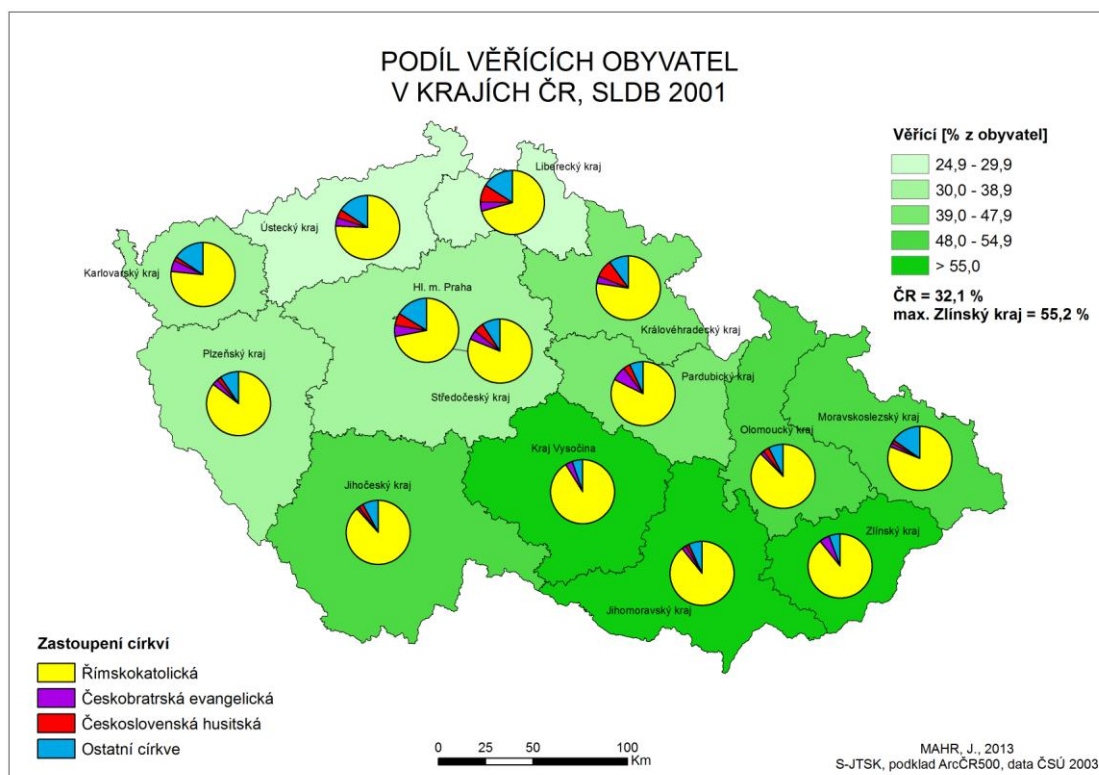 PODÍL VĚŘÍCÍCH OBYVATEL
V KRAJÍCH ČR, SLDB 2001
Věřící [% z obyvatel]
24,9 - 29,9
30,0 - 38,9
39,0 - 47,9
48,0 - 54,9
> 55,0
ČR = 32,1 %
max. Zlínský kraj = 55,2 %
Liberecký kraj
Ústecký kraj
Karlovarský kraj
Hl. m. Praha
Královéhradecký kraj
Plzeňský kraj
Pardubický kraj
Středočeský kraj
Moravskoslezský kraj
Olomoucký kraj
Kraj Vysočina
Jihočeský kraj
Zlínský kraj
Jihomoravský kraj
Zastoupení církví
Římskokatolická
Českobratrská evangelická
Československá husitská
Ostatní církve
0 25 50 100
Km
MAHR, J., 2013
S-JTSK, podklad ArcČR500, data ČSÚ 2003